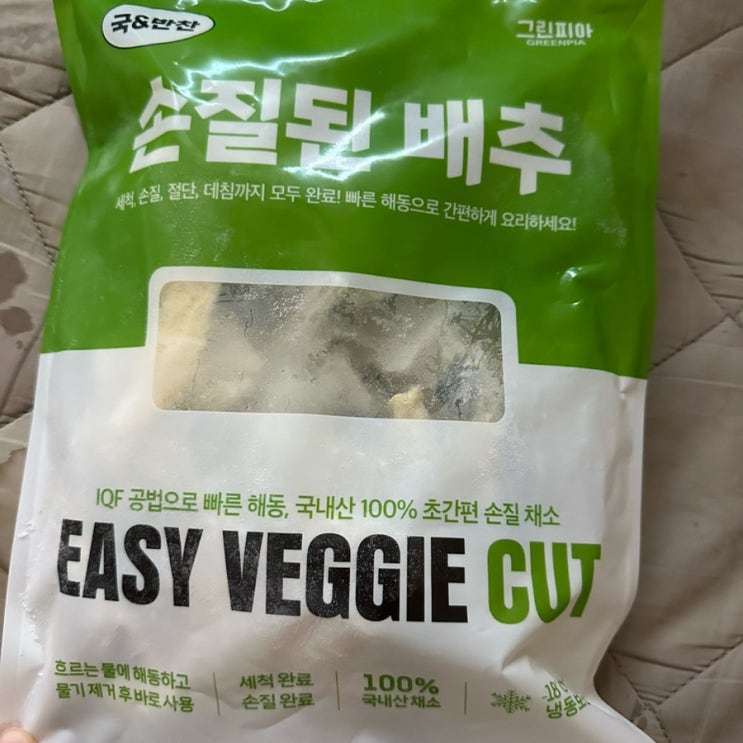 국&반찬
그린피아
GREENPIA
손질된 배추
세척, 손질, 절단, 데침까지 모두 완료! 빠른 해동으로 간편하게 요리하세요!
IQF 공법으로 빠른 해동, 국내산 100% 초간편 손질 채소
EASY VEGGIE CUT
흐르는 물에 해동하고
물기 제거 후 바로 사용
세척 완료
손질 완료
100%
국내산 채소
-18°C